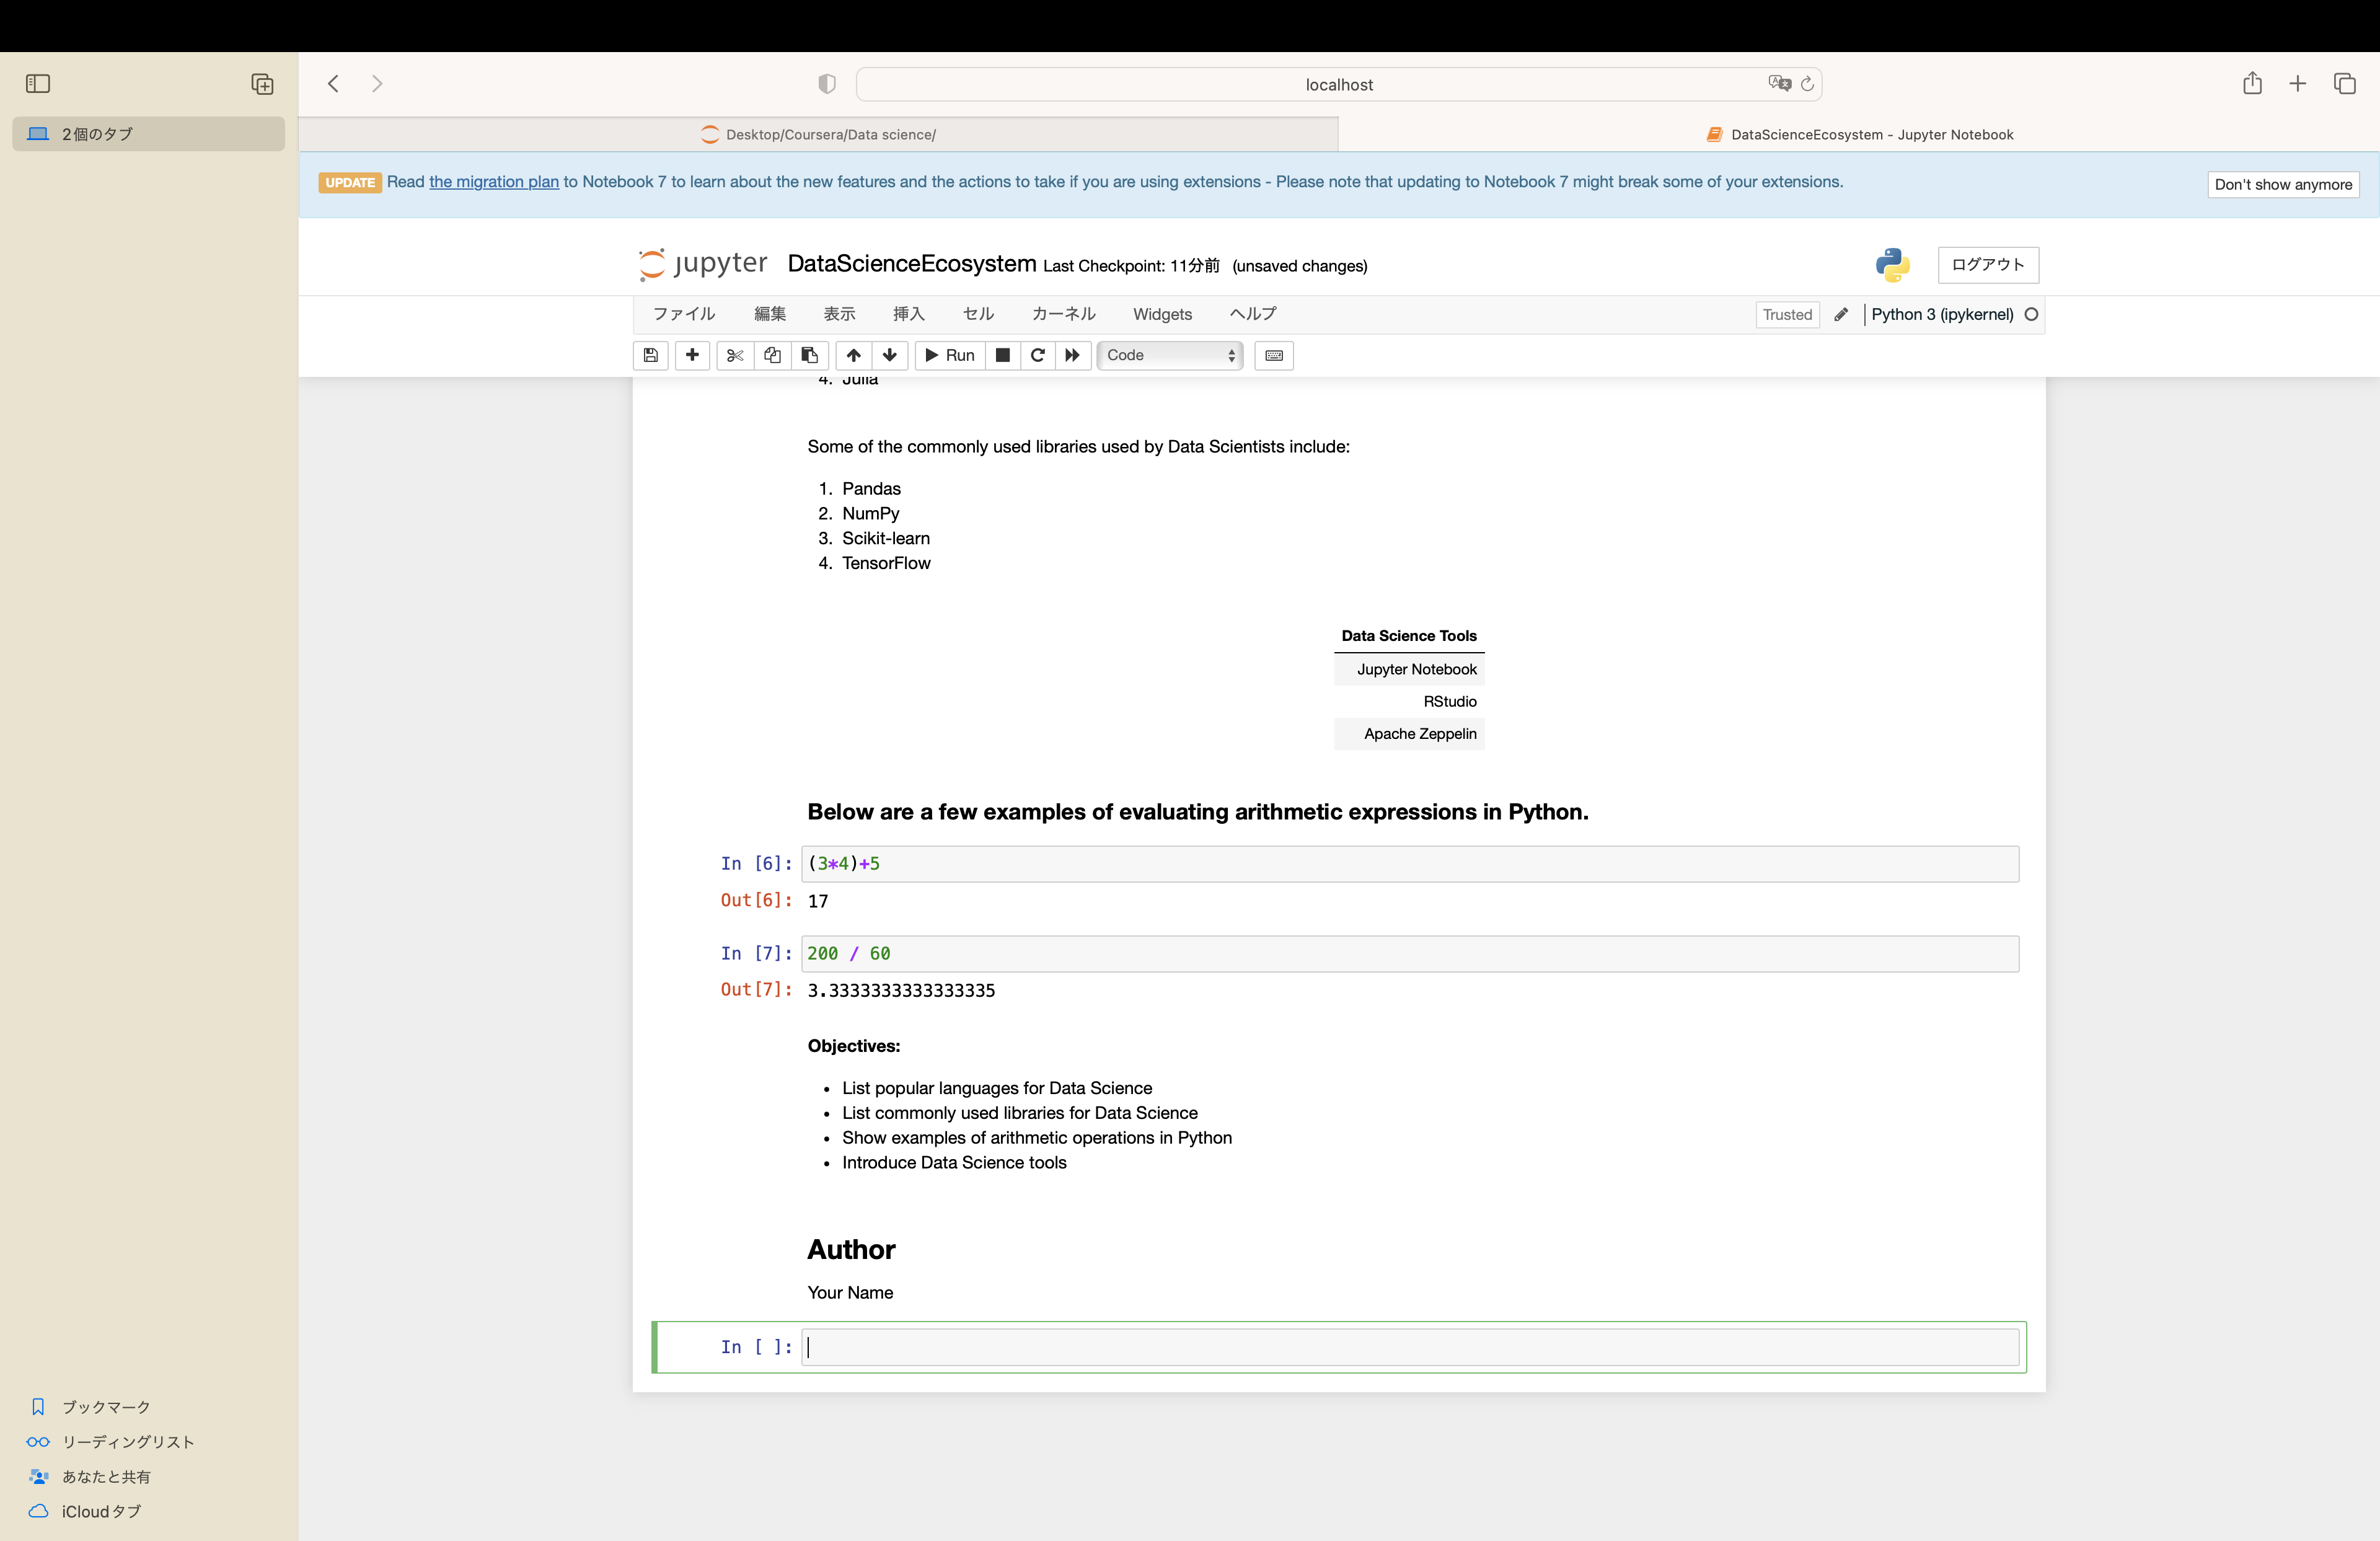 localhost
2個のタブ
Desktop/Coursera/Data science/
DataScienceEcosystem - Jupyter Notebook
UPDATE Read the migration plan to Notebook 7 to learn about the new features and the actions to take if you are using extensions - Please note that updating to Notebook 7 might break some of your extensions.
Don't show anymore
jupyter DataScienceEcosystem Last Checkpoint: 11分前 (unsaved changes)
ログアウト
ファイル 編集 表示 挿入 セル カーネル Widgets ヘルプ
Trusted Python 3 (ipykernel)
Run Code
4. Julia
Some of the commonly used libraries used by Data Scientists include:
1. Pandas
2. NumPy
3. Scikit-learn
4. TensorFlow
Data Science Tools
Jupyter Notebook
RStudio
Apache Zeppelin
Below are a few examples of evaluating arithmetic expressions in Python.
In [6]: (3*4)+5
Out[6]: 17
In [7]: 200 / 60
Out[7]: 3.3333333333333335
Objectives:
• List popular languages for Data Science
• List commonly used libraries for Data Science
• Show examples of arithmetic operations in Python
• Introduce Data Science tools
Author
Your Name
In [ ]:
ブックマーク
リーディングリスト
あなたと共有
iCloudタブ